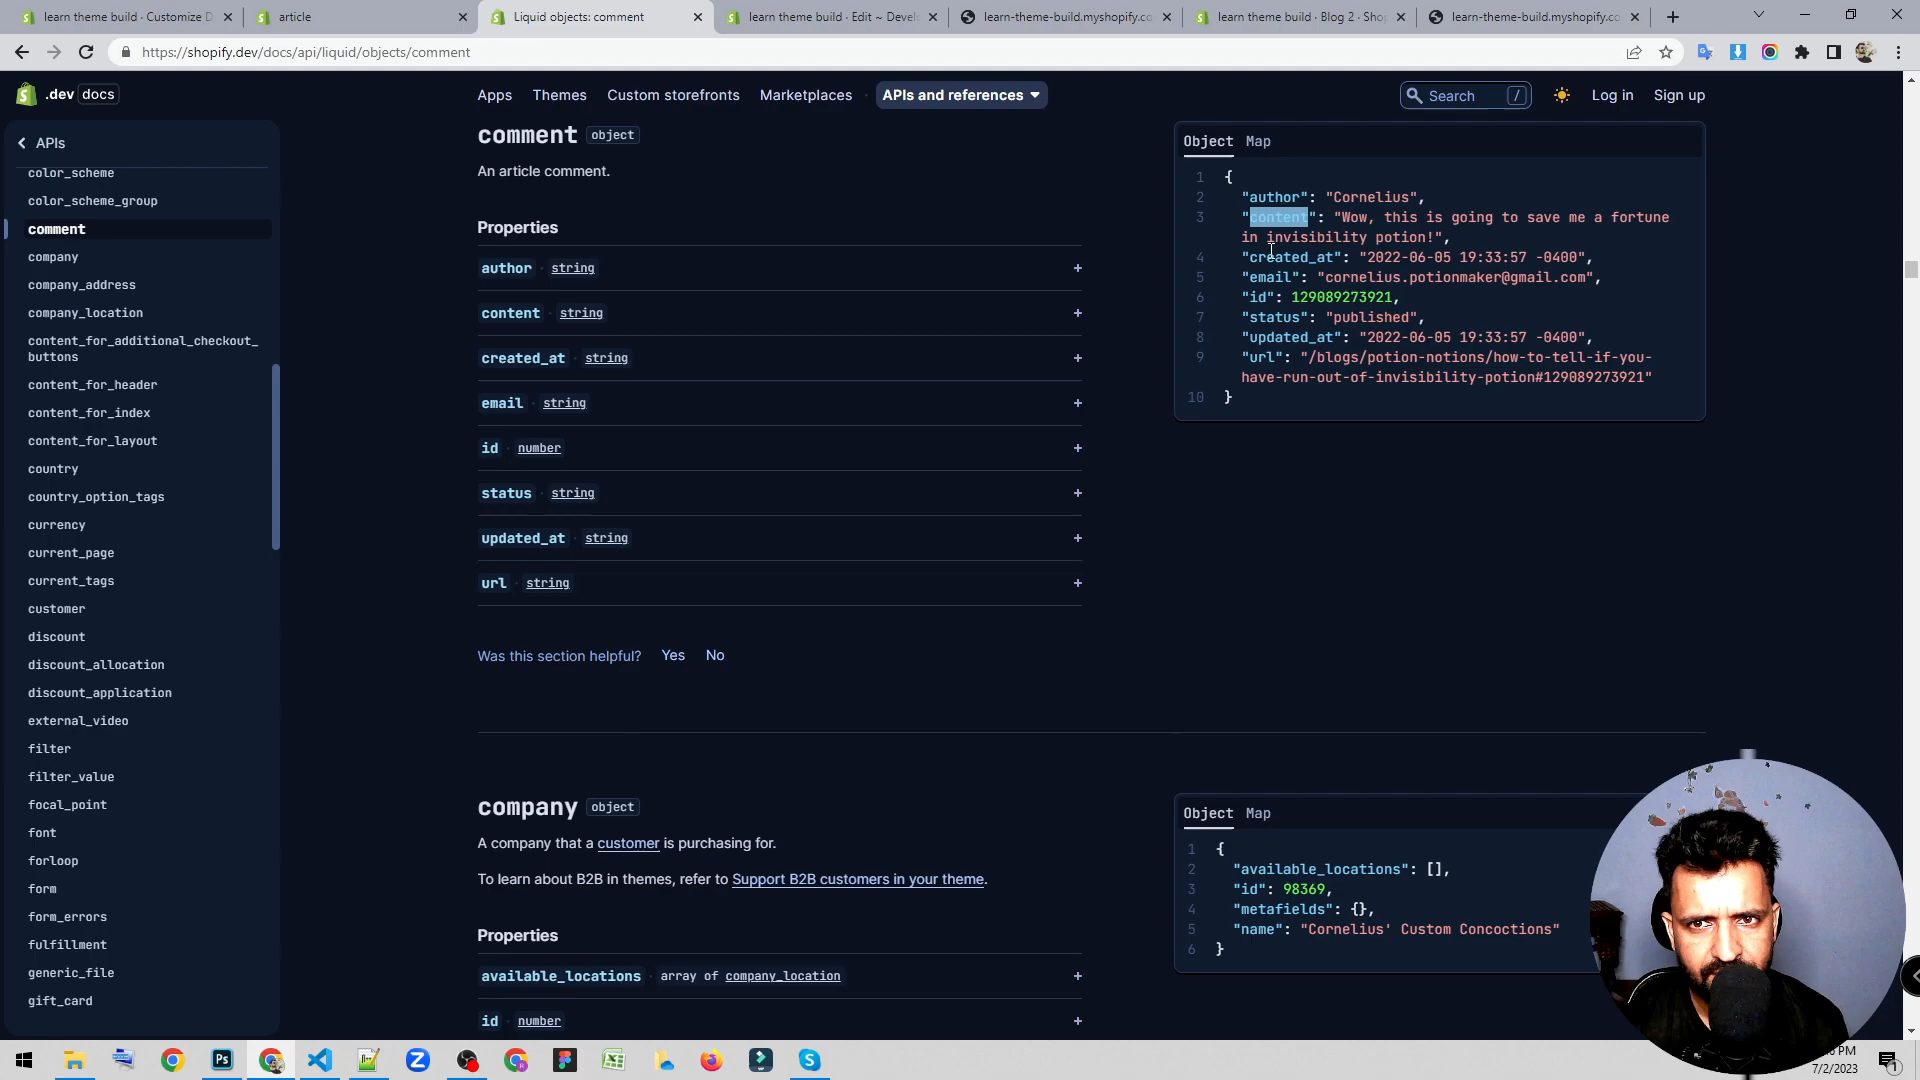 learn theme build · Customize D
article
Liquid objects: comment
learn theme build · Edit ~ Devel
learn-theme-build.myshopify.co
learn theme build · Blog 2 · Shop
learn-theme-build.myshopify.co
https://shopify.dev/docs/api/liquid/objects/comment
.dev docs
Apps
Themes
Custom storefronts
Marketplaces
APIs and references
Search /
Log in
Sign up
APIs
color_scheme
color_scheme_group
comment
company
company_address
company_location
content_for_additional_checkout_
buttons
content_for_header
content_for_index
content_for_layout
country
country_option_tags
currency
current_page
current_tags
customer
discount
discount_allocation
discount_application
external_video
filter
filter_value
focal_point
font
forloop
form
form_errors
fulfillment
generic_file
gift_card
comment object
An article comment.
Properties
author · string +
content · string +
created_at · string +
email · string +
id · number +
status · string +
updated_at · string +
url · string +
Was this section helpful? Yes No
Object Map
1 {
2 "author": "Cornelius",
3 "content": "Wow, this is going to save me a fortune
in invisibility potion!",
4 "created_at": "2022-06-05 19:33:57 -0400",
5 "email": "cornelius.potionmaker@gmail.com",
6 "id": 129089273921,
7 "status": "published",
8 "updated_at": "2022-06-05 19:33:57 -0400",
9 "url": "/blogs/potion-notions/how-to-tell-if-you-
have-run-out-of-invisibility-potion#129089273921"
10 }
company object
A company that a customer is purchasing for.
To learn about B2B in themes, refer to Support B2B customers in your theme.
Properties
available_locations · array of company_location +
id · number +
Object Map
1 {
2 "available_locations": [],
3 "id": 98369,
4 "metafields": {},
5 "name": "Cornelius' Custom Concoctions"
6 }
Ps
PM
7/2/2023
1